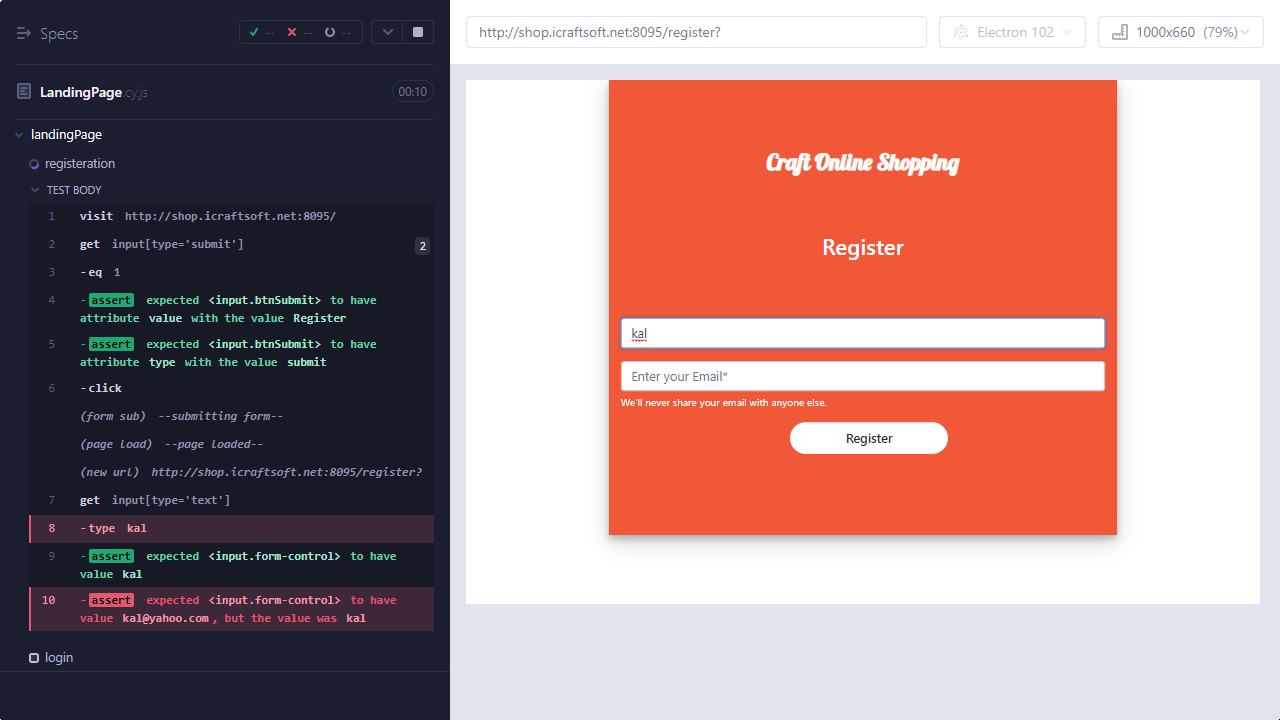 Specs
-- -- --
LandingPage.cy.js
00:10
landingPage
registeration
TEST BODY
1 visit http://shop.icraftsoft.net:8095/
2 get input[type='submit'] 2
3 -eq 1
4 -assert expected <input.btnSubmit> to have
attribute value with the value Register
5 -assert expected <input.btnSubmit> to have
attribute type with the value submit
6 -click
(form sub) --submitting form--
(page load) --page loaded--
(new url) http://shop.icraftsoft.net:8095/register?
7 get input[type='text']
8 -type kal
9 -assert expected <input.form-control> to have
value kal
10 -assert expected <input.form-control> to have
value kal@yahoo.com, but the value was kal
login
http://shop.icraftsoft.net:8095/register?
Electron 102
1000x660 (79%)
Craft Online Shopping
Register
kal
Enter your Email*
We'll never share your email with anyone else.
Register